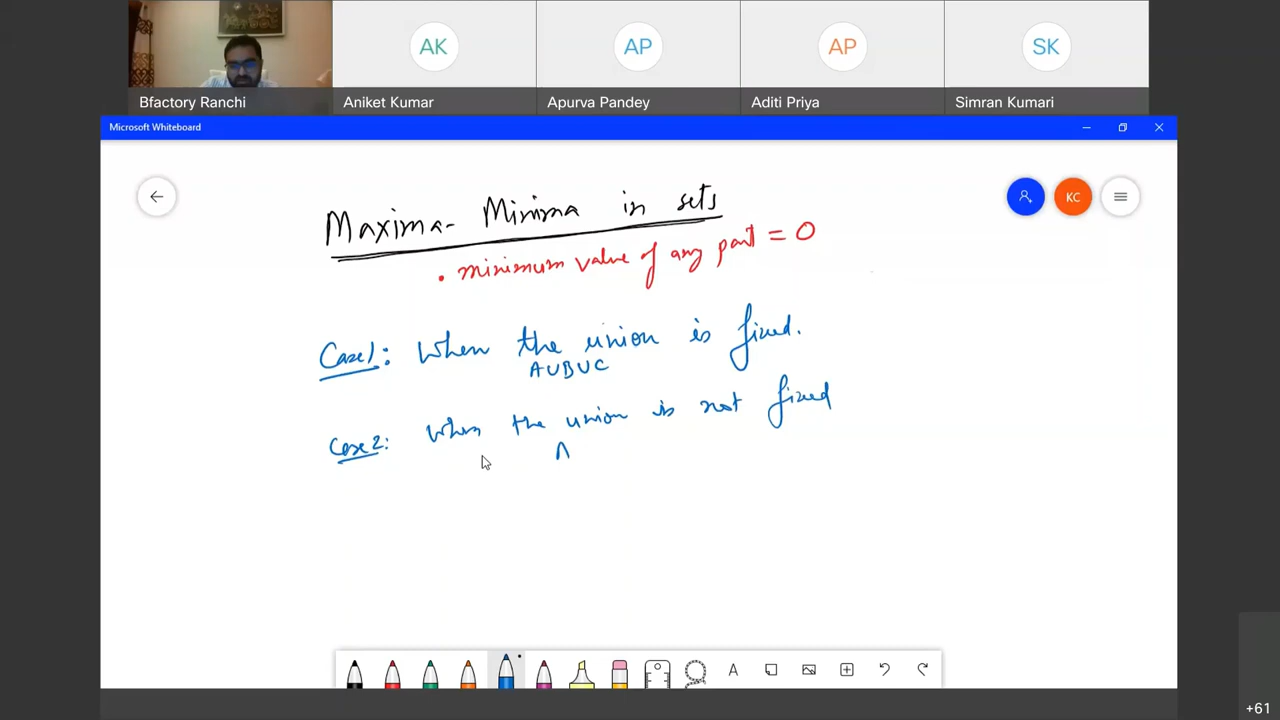 AK
AP
AP
SK
Bfactory Ranchi
Aniket Kumar
Apurva Pandey
Aditi Priya
Simran Kumari
Microsoft Whiteboard
KC
Maxima- Minima in sets
• minimum value of any part = 0
Case1: When the union is fixed.
AUBUC
Case2: When the union is not fixed
A
+61